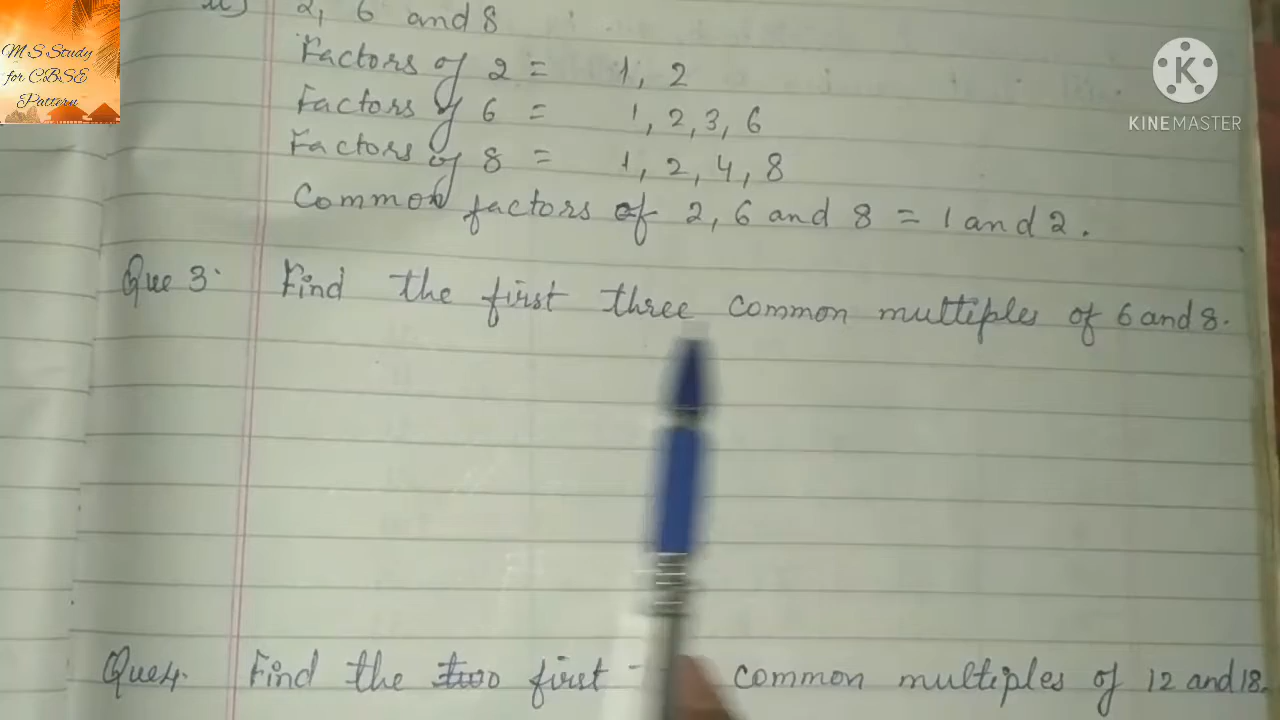 M S Study
for CBSE
Pattern
KINEMASTER
2, 6 and 8
Factors of 2 = 1, 2
Factors of 6 = 1, 2, 3, 6
Factors of 8 = 1, 2, 4, 8
Common factors of 2, 6 and 8 = 1 and 2.
Que 3. Find the first three common multiples of 6 and 8.
Que 4. Find the first common multiples of 12 and 18.